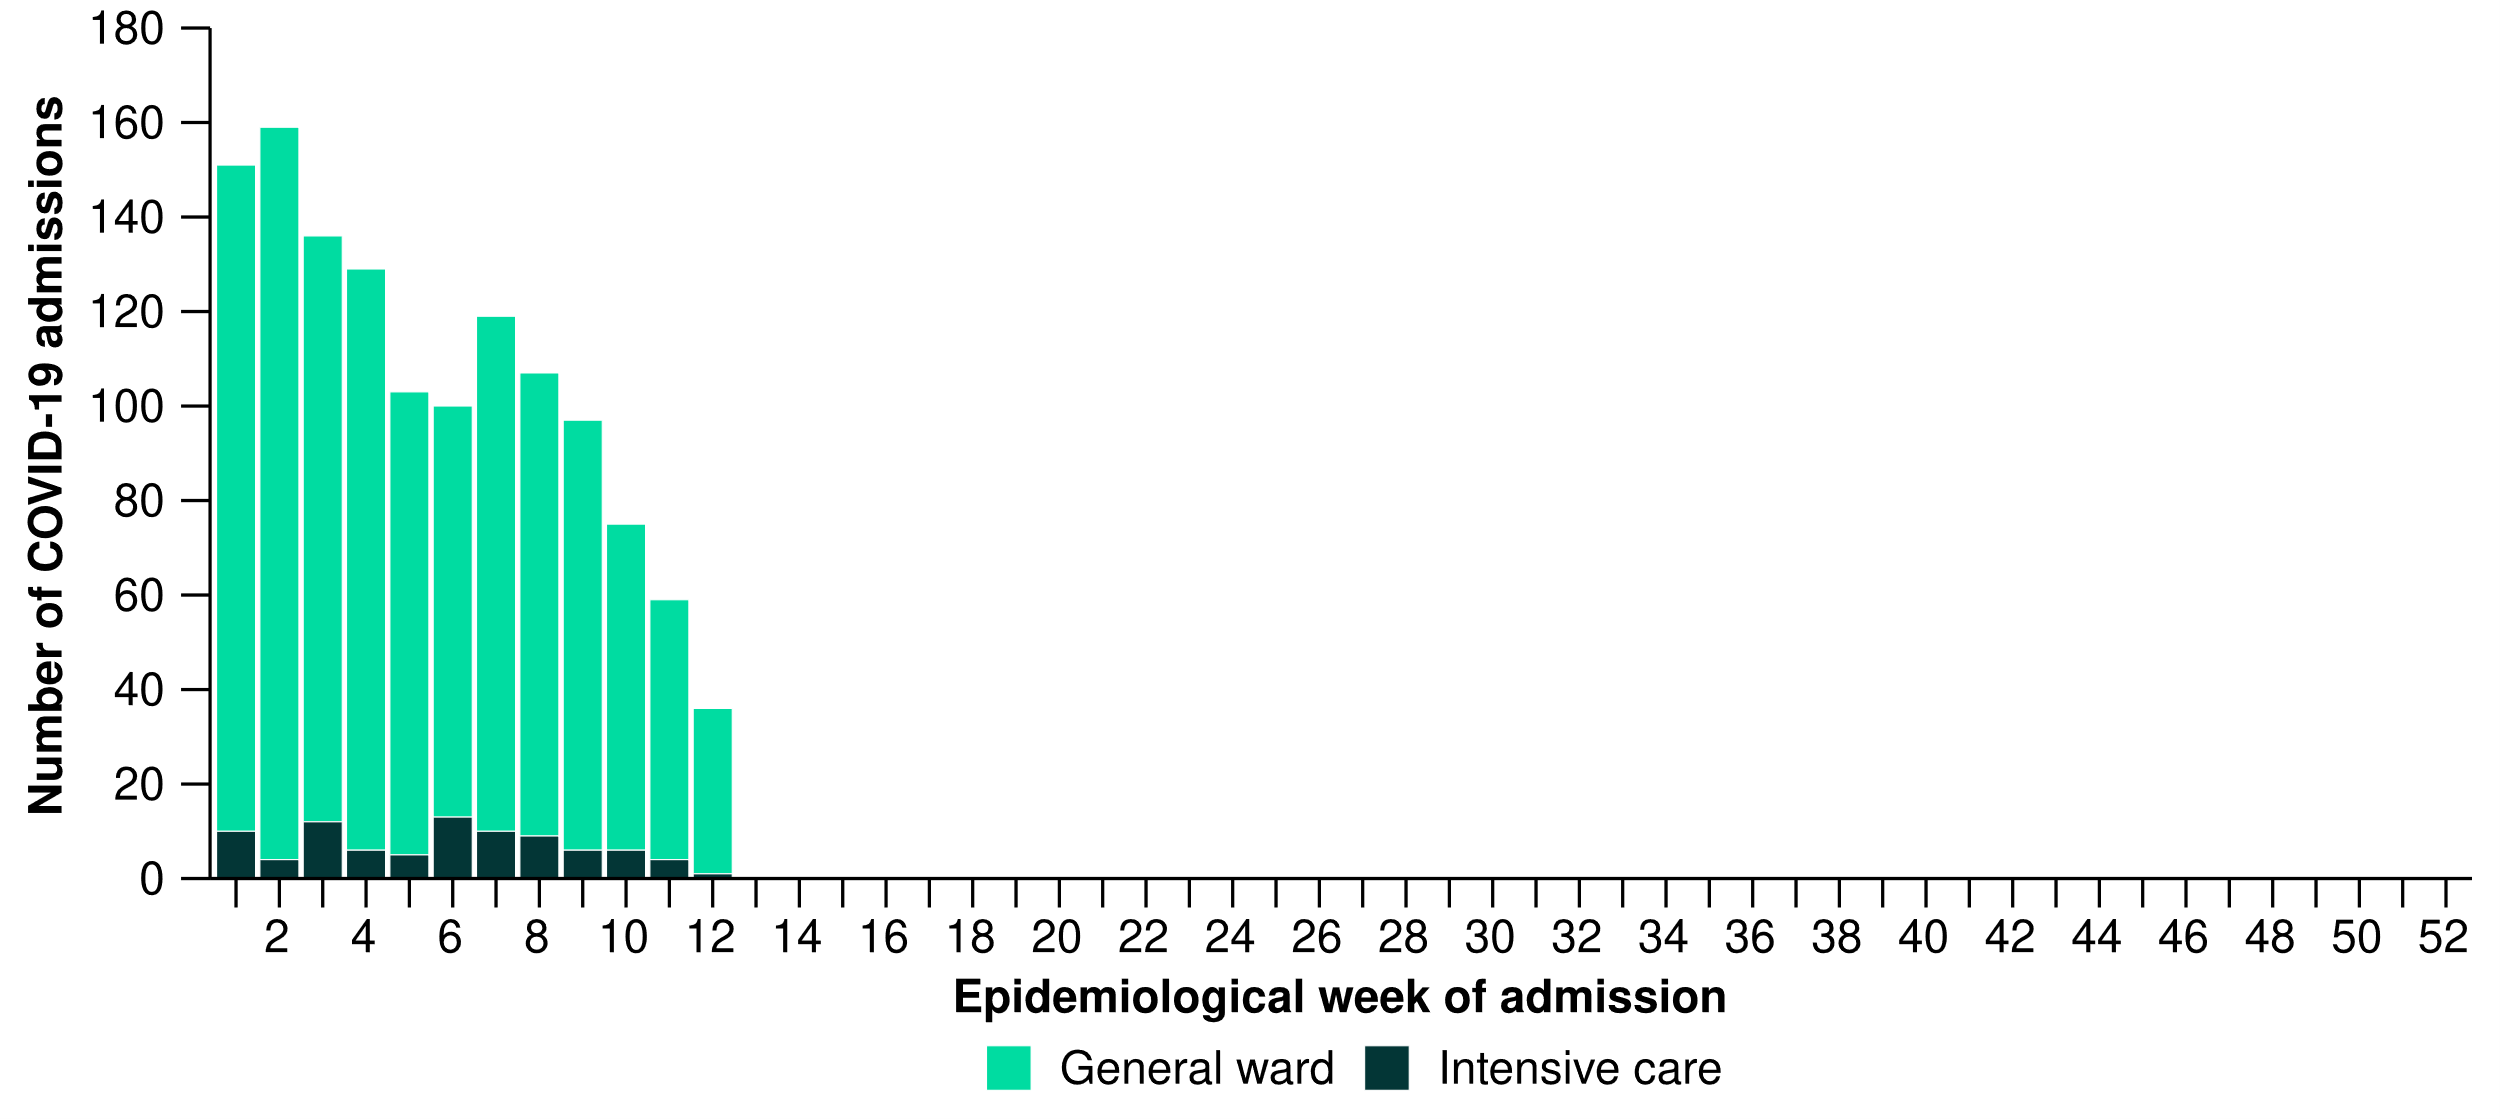 Number of COVID-19 admissions
180
160
140
120
100
80
60
40
20
0
2 4 6 8 10 12 14 16 18 20 22 24 26 28 30 32 34 36 38 40 42 44 46 48 50 52
Epidemiological week of admission
General ward Intensive care